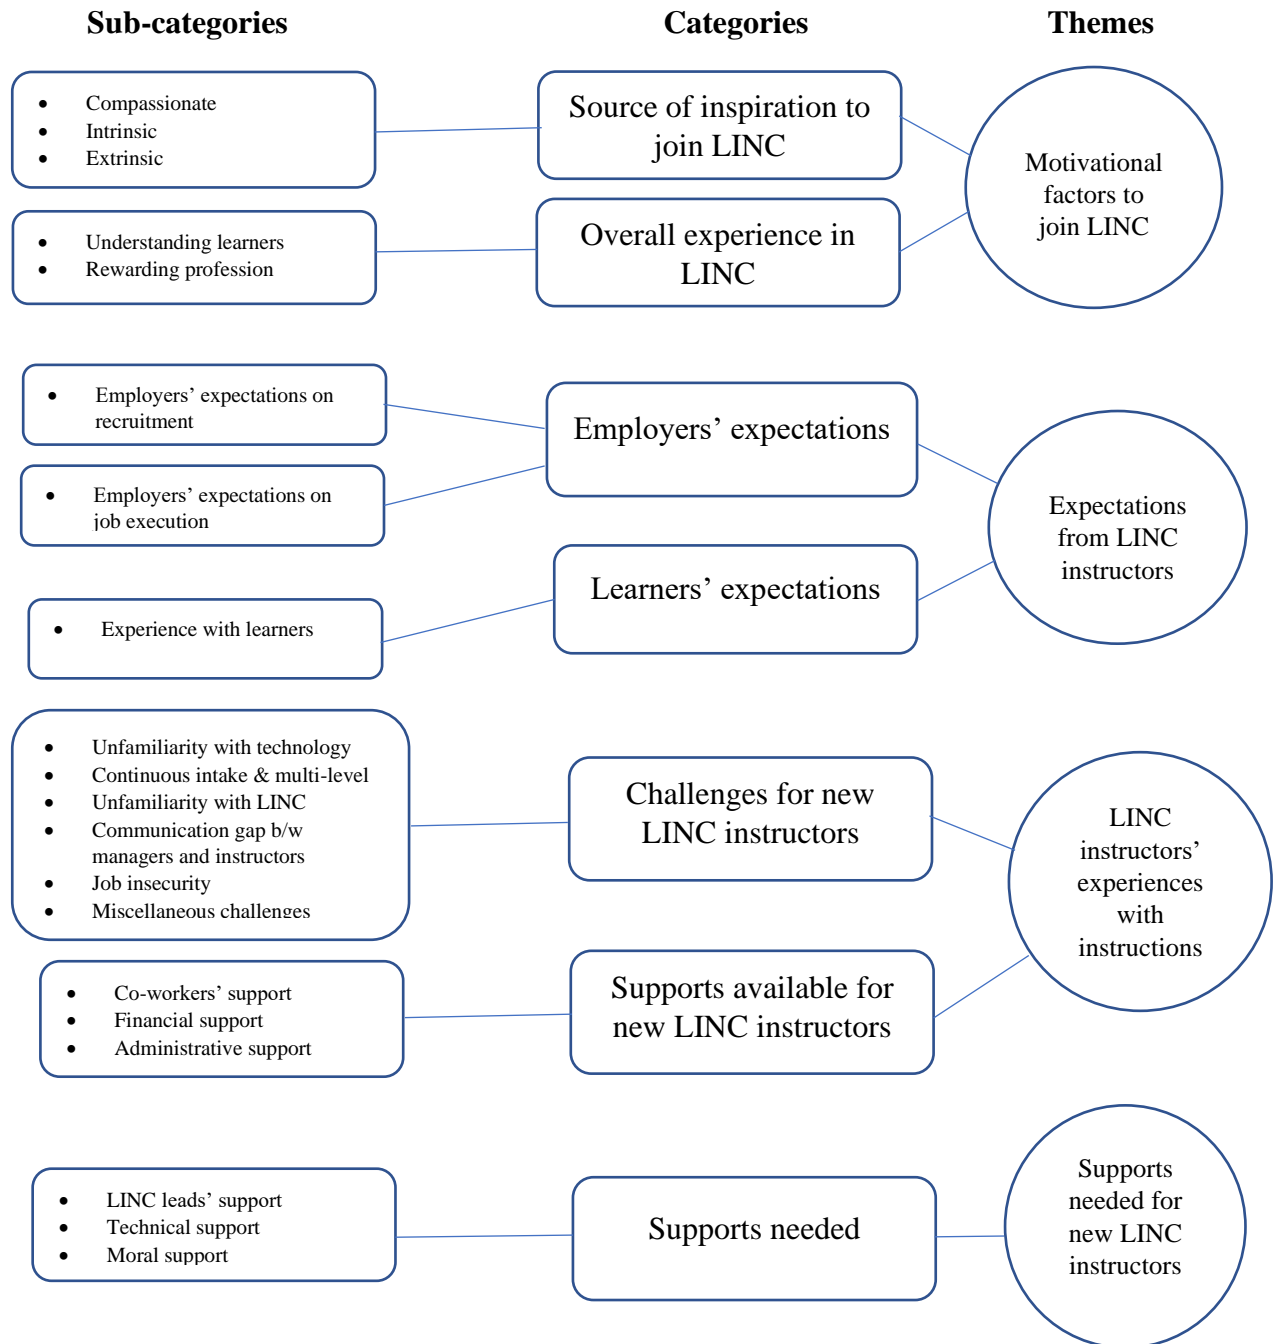 Sub-categories
Categories
Themes
• Compassionate
• Intrinsic
• Extrinsic
Source of inspiration to
join LINC
Motivational
factors to
join LINC
• Understanding learners
• Rewarding profession
Overall experience in
LINC
• Employers’ expectations on
recruitment
Employers’ expectations
• Employers’ expectations on
job execution
Expectations
from LINC
instructors
Learners’ expectations
• Experience with learners
• Unfamiliarity with technology
• Continuous intake & multi-level
• Unfamiliarity with LINC
• Communication gap b/w
managers and instructors
• Job insecurity
• Miscellaneous challenges
Challenges for new
LINC instructors
LINC
instructors’
experiences
with
instructions
• Co-workers’ support
• Financial support
• Administrative support
Supports available for
new LINC instructors
• LINC leads’ support
• Technical support
• Moral support
Supports needed
Supports
needed for
new LINC
instructors